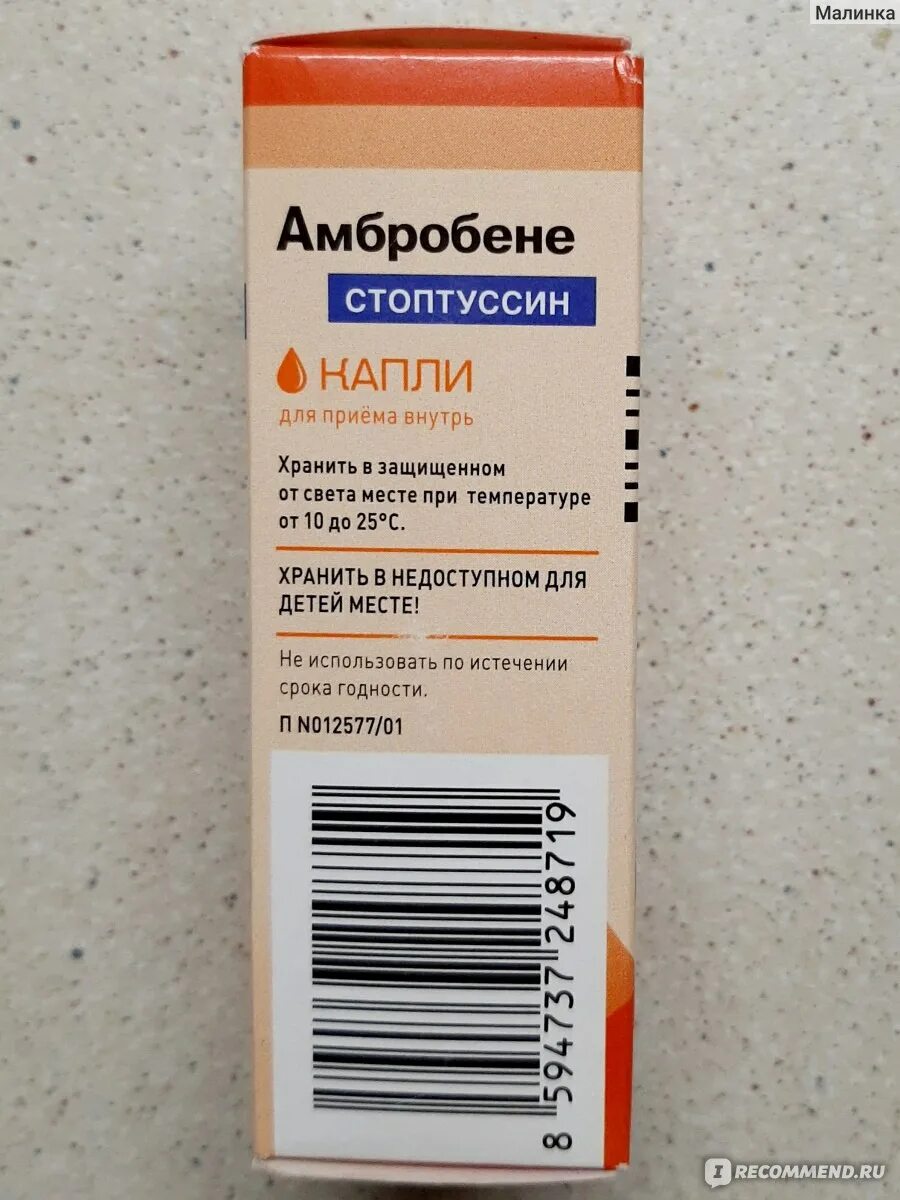 Малинка
Амбробене
СТОПТУССИН
КАПЛИ
для приёма внутрь
Хранить в защищенном
от света месте при температуре
от 10 до 25°С.
ХРАНИТЬ В НЕДОСТУПНОМ ДЛЯ
ДЕТЕЙ МЕСТЕ!
Не использовать по истечении
срока годности.
П N012577/01
8 594737 248719
IRECOMMEND.RU